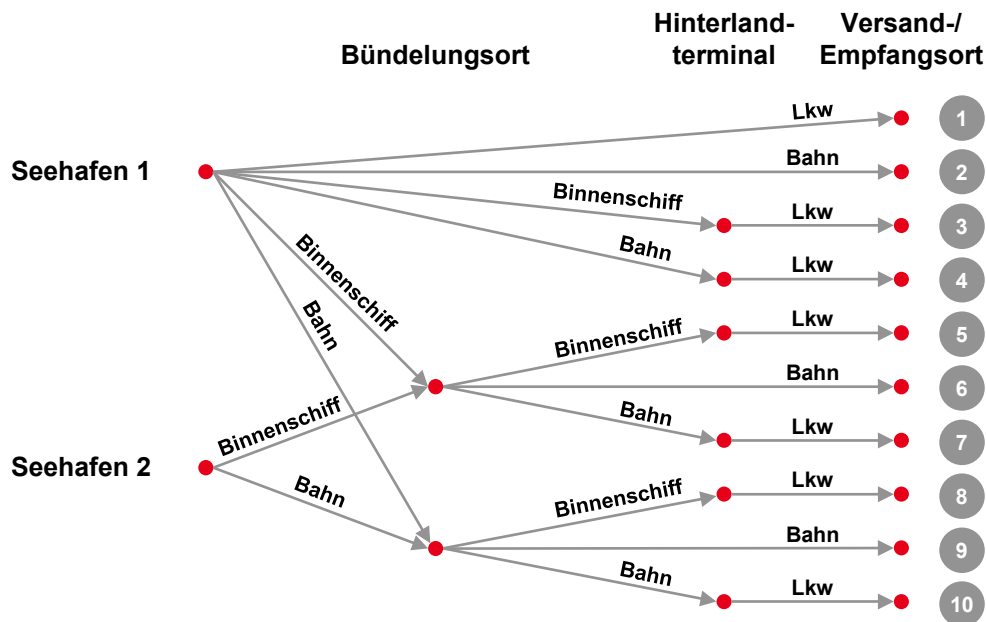 Bündelungsort
Hinterland-
terminal
Versand-/
Empfangsort
Seehafen 1
Seehafen 2
Lkw
1
Bahn
2
Binnenschiff
Lkw
3
Bahn
Lkw
4
Binnenschiff
Bahn
Binnenschiff
Lkw
5
Bahn
6
Bahn
Lkw
7
Binnenschiff
Bahn
Binnenschiff
Lkw
8
Bahn
9
Bahn
Lkw
10